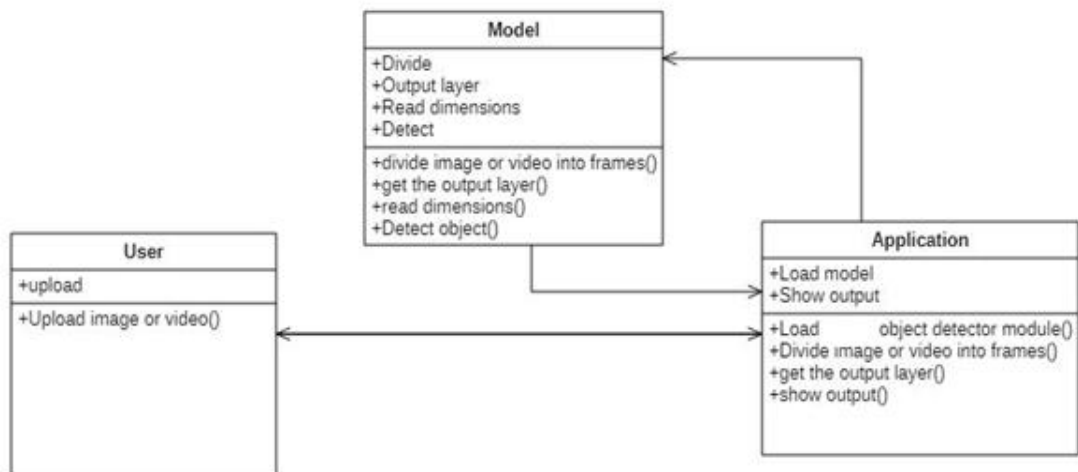 Model
+Divide
+Output layer
+Read dimensions
+Detect
+divide image or video into frames()
+get the output layer()
+read dimensions()
+Detect object()
User
+upload
+Upload image or video()
Application
+Load model
+Show output
+Load object detector module()
+Divide image or video into frames()
+get the output layer()
+show output()